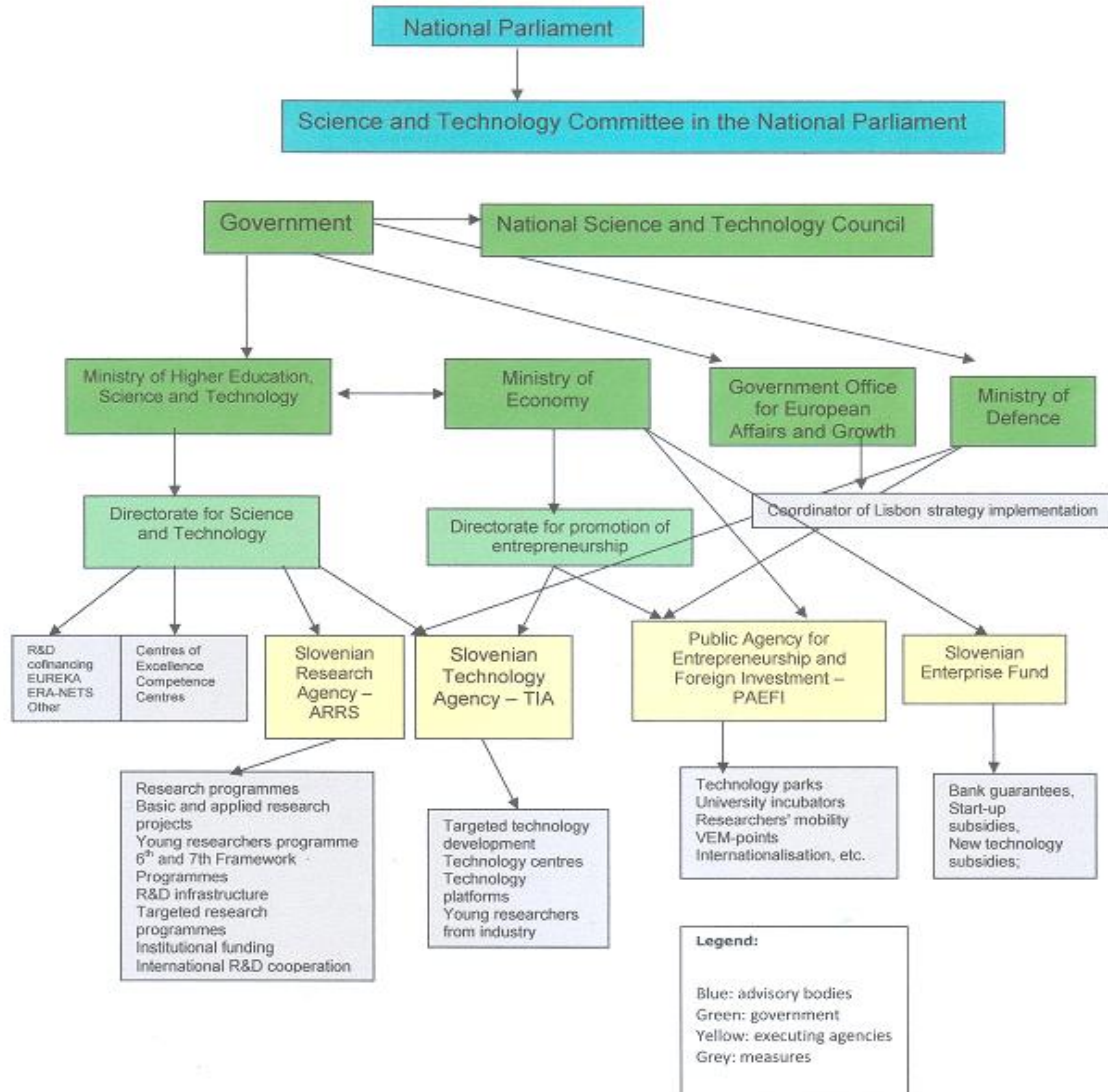 National Parliament
Science and Technology Committee in the National Parliament
Government
National Science and Technology Council
Ministry of Higher Education,
Science and Technology
Ministry of
Economy
Government Office
for European
Affairs and Growth
Ministry of
Defence
Directorate for Science
and Technology
Directorate for promotion of
entrepreneurship
Coordinator of Lisbon strategy implementation
R&D
cofinancing
EUREKA
ERA-NETS
Other
Centres of
Excellence
Competence
Centres
Slovenian
Research
Agency –
ARRS
Slovenian
Technology
Agency – TIA
Public Agency for
Entrepreneurship and
Foreign Investment –
PAEFI
Slovenian
Enterprise Fund
Research programmes
Basic and applied research
projects
Young researchers programme
6th and 7th Framework
Programmes
R&D infrastructure
Targeted research
programmes
Institutional funding
International R&D cooperation
Targeted technology
development
Technology centres
Technology
platforms
Young researchers
from industry
Technology parks
University incubators
Researchers' mobility
VEM-points
Internationalisation, etc.
Bank guarantees,
Start-up
subsidies,
New technology
subsidies;
Legend:
Blue: advisory bodies
Green: government
Yellow: executing agencies
Grey: measures